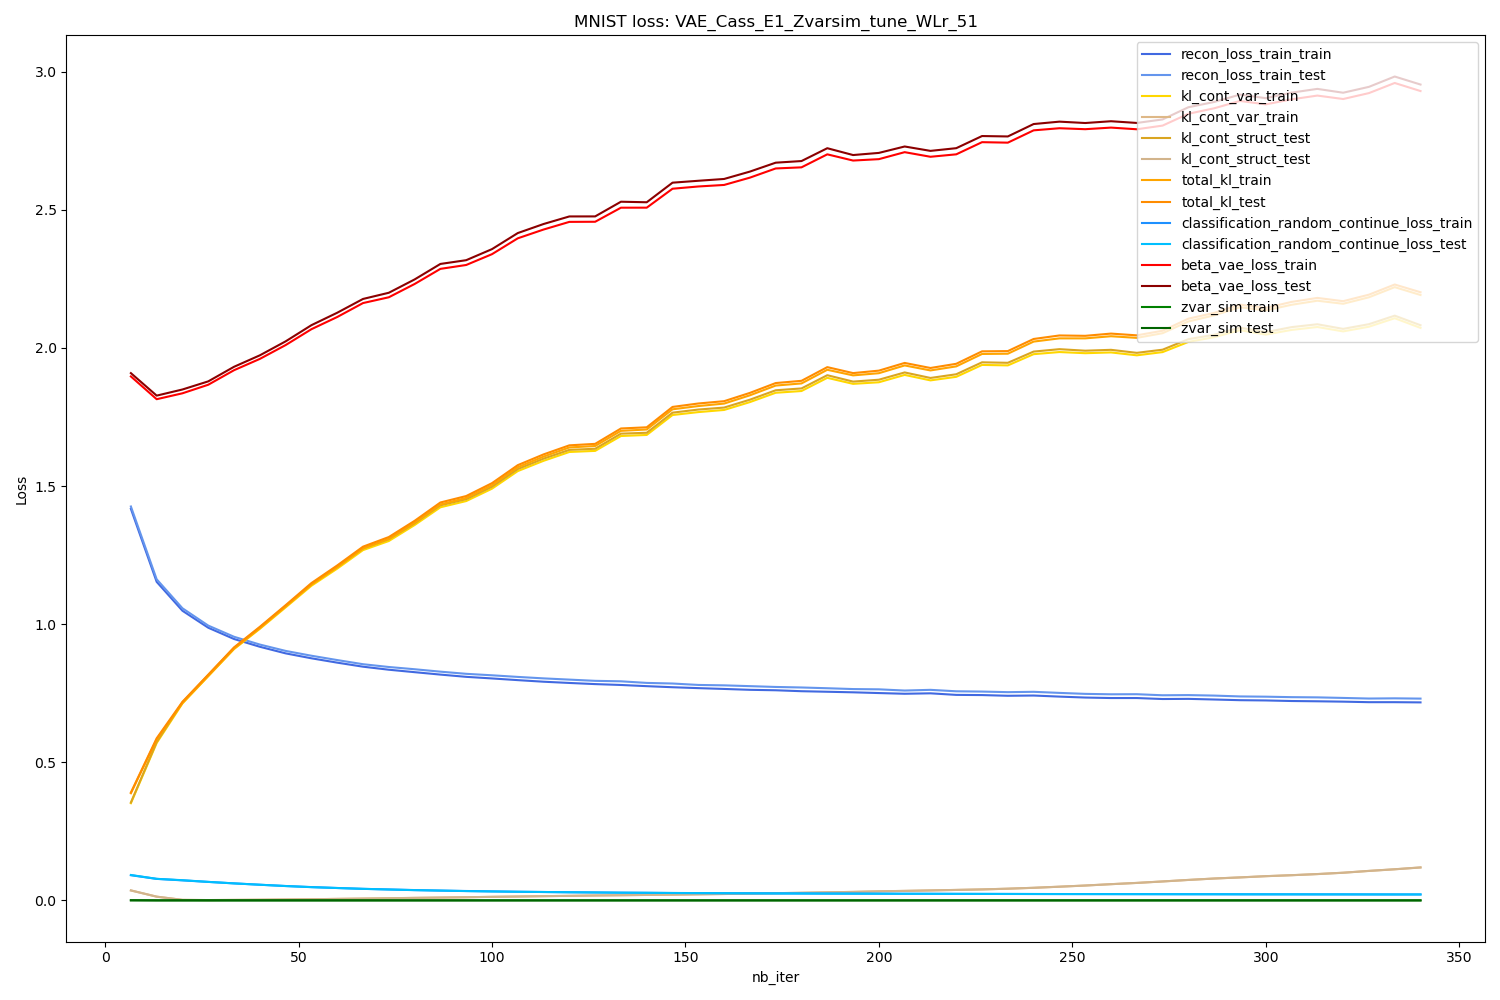 MNIST loss: VAE_Cass_E1_Zvarsim_tune_WLr_51
recon_loss_train_train
recon_loss_train_test
kl_cont_var_train
kl_cont_var_train
kl_cont_struct_test
kl_cont_struct_test
total_kl_train
total_kl_test
classification_random_continue_loss_train
classification_random_continue_loss_test
beta_vae_loss_train
beta_vae_loss_test
zvar_sim train
zvar_sim test
Loss
3.0
2.5
2.0
1.5
1.0
0.5
0.0
0 50 100 150 200 250 300 350
nb_iter